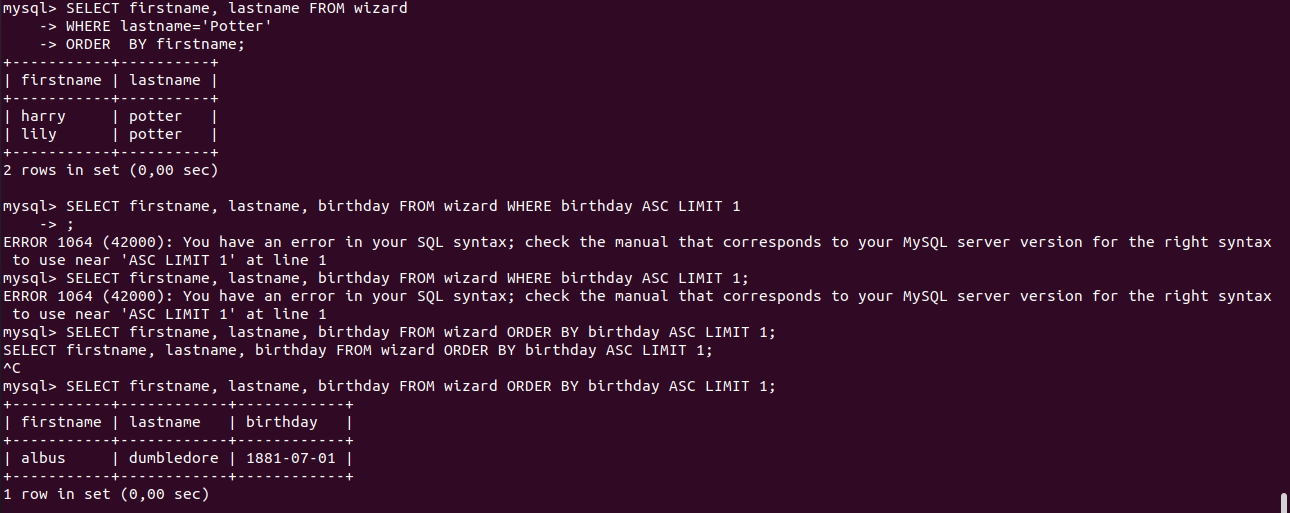 mysql> SELECT firstname, lastname FROM wizard
    -> WHERE lastname='Potter'
    -> ORDER  BY firstname;
+-----------+----------+
| firstname | lastname |
+-----------+----------+
| harry     | potter   |
| lily      | potter   |
+-----------+----------+
2 rows in set (0,00 sec)

mysql> SELECT firstname, lastname, birthday FROM wizard WHERE birthday ASC LIMIT 1
    -> ;
ERROR 1064 (42000): You have an error in your SQL syntax; check the manual that corresponds to your MySQL server version for the right syntax
 to use near 'ASC LIMIT 1' at line 1
mysql> SELECT firstname, lastname, birthday FROM wizard WHERE birthday ASC LIMIT 1;
ERROR 1064 (42000): You have an error in your SQL syntax; check the manual that corresponds to your MySQL server version for the right syntax
 to use near 'ASC LIMIT 1' at line 1
mysql> SELECT firstname, lastname, birthday FROM wizard ORDER BY birthday ASC LIMIT 1;
SELECT firstname, lastname, birthday FROM wizard ORDER BY birthday ASC LIMIT 1;
^C
mysql> SELECT firstname, lastname, birthday FROM wizard ORDER BY birthday ASC LIMIT 1;
+-----------+------------+------------+
| firstname | lastname   | birthday   |
+-----------+------------+------------+
| albus     | dumbledore | 1881-07-01 |
+-----------+------------+------------+
1 row in set (0,00 sec)